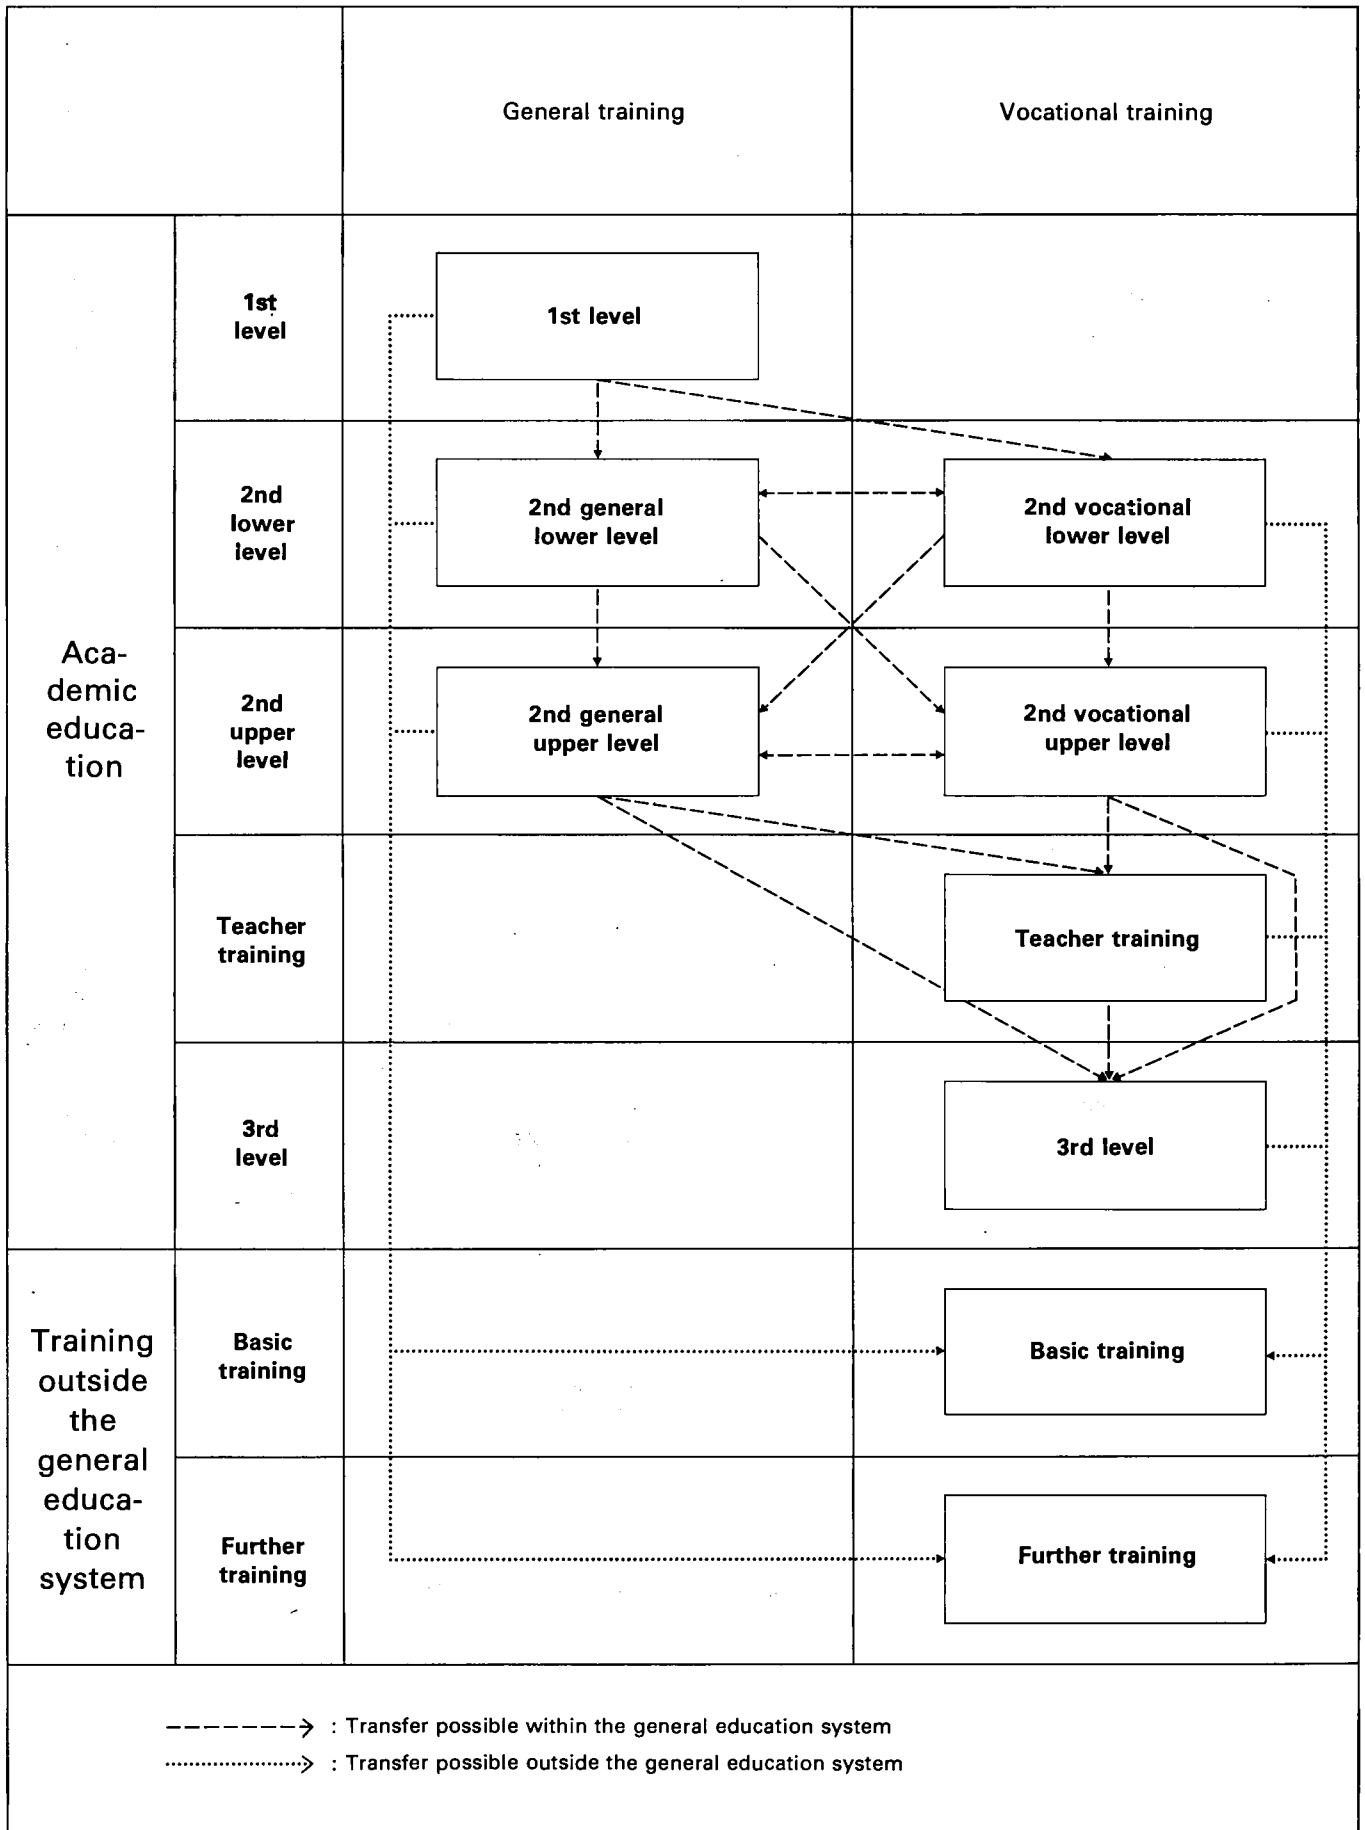 General training
Vocational training
Aca-
demic
educa-
tion
1st
level
1st level
2nd
lower
level
2nd general
lower level
2nd vocational
lower level
2nd
upper
level
2nd general
upper level
2nd vocational
upper level
Teacher
training
Teacher training
3rd
level
3rd level
Training
outside
the
general
educa-
tion
system
Basic
training
Basic training
Further
training
Further training
: Transfer possible within the general education system
: Transfer possible outside the general education system